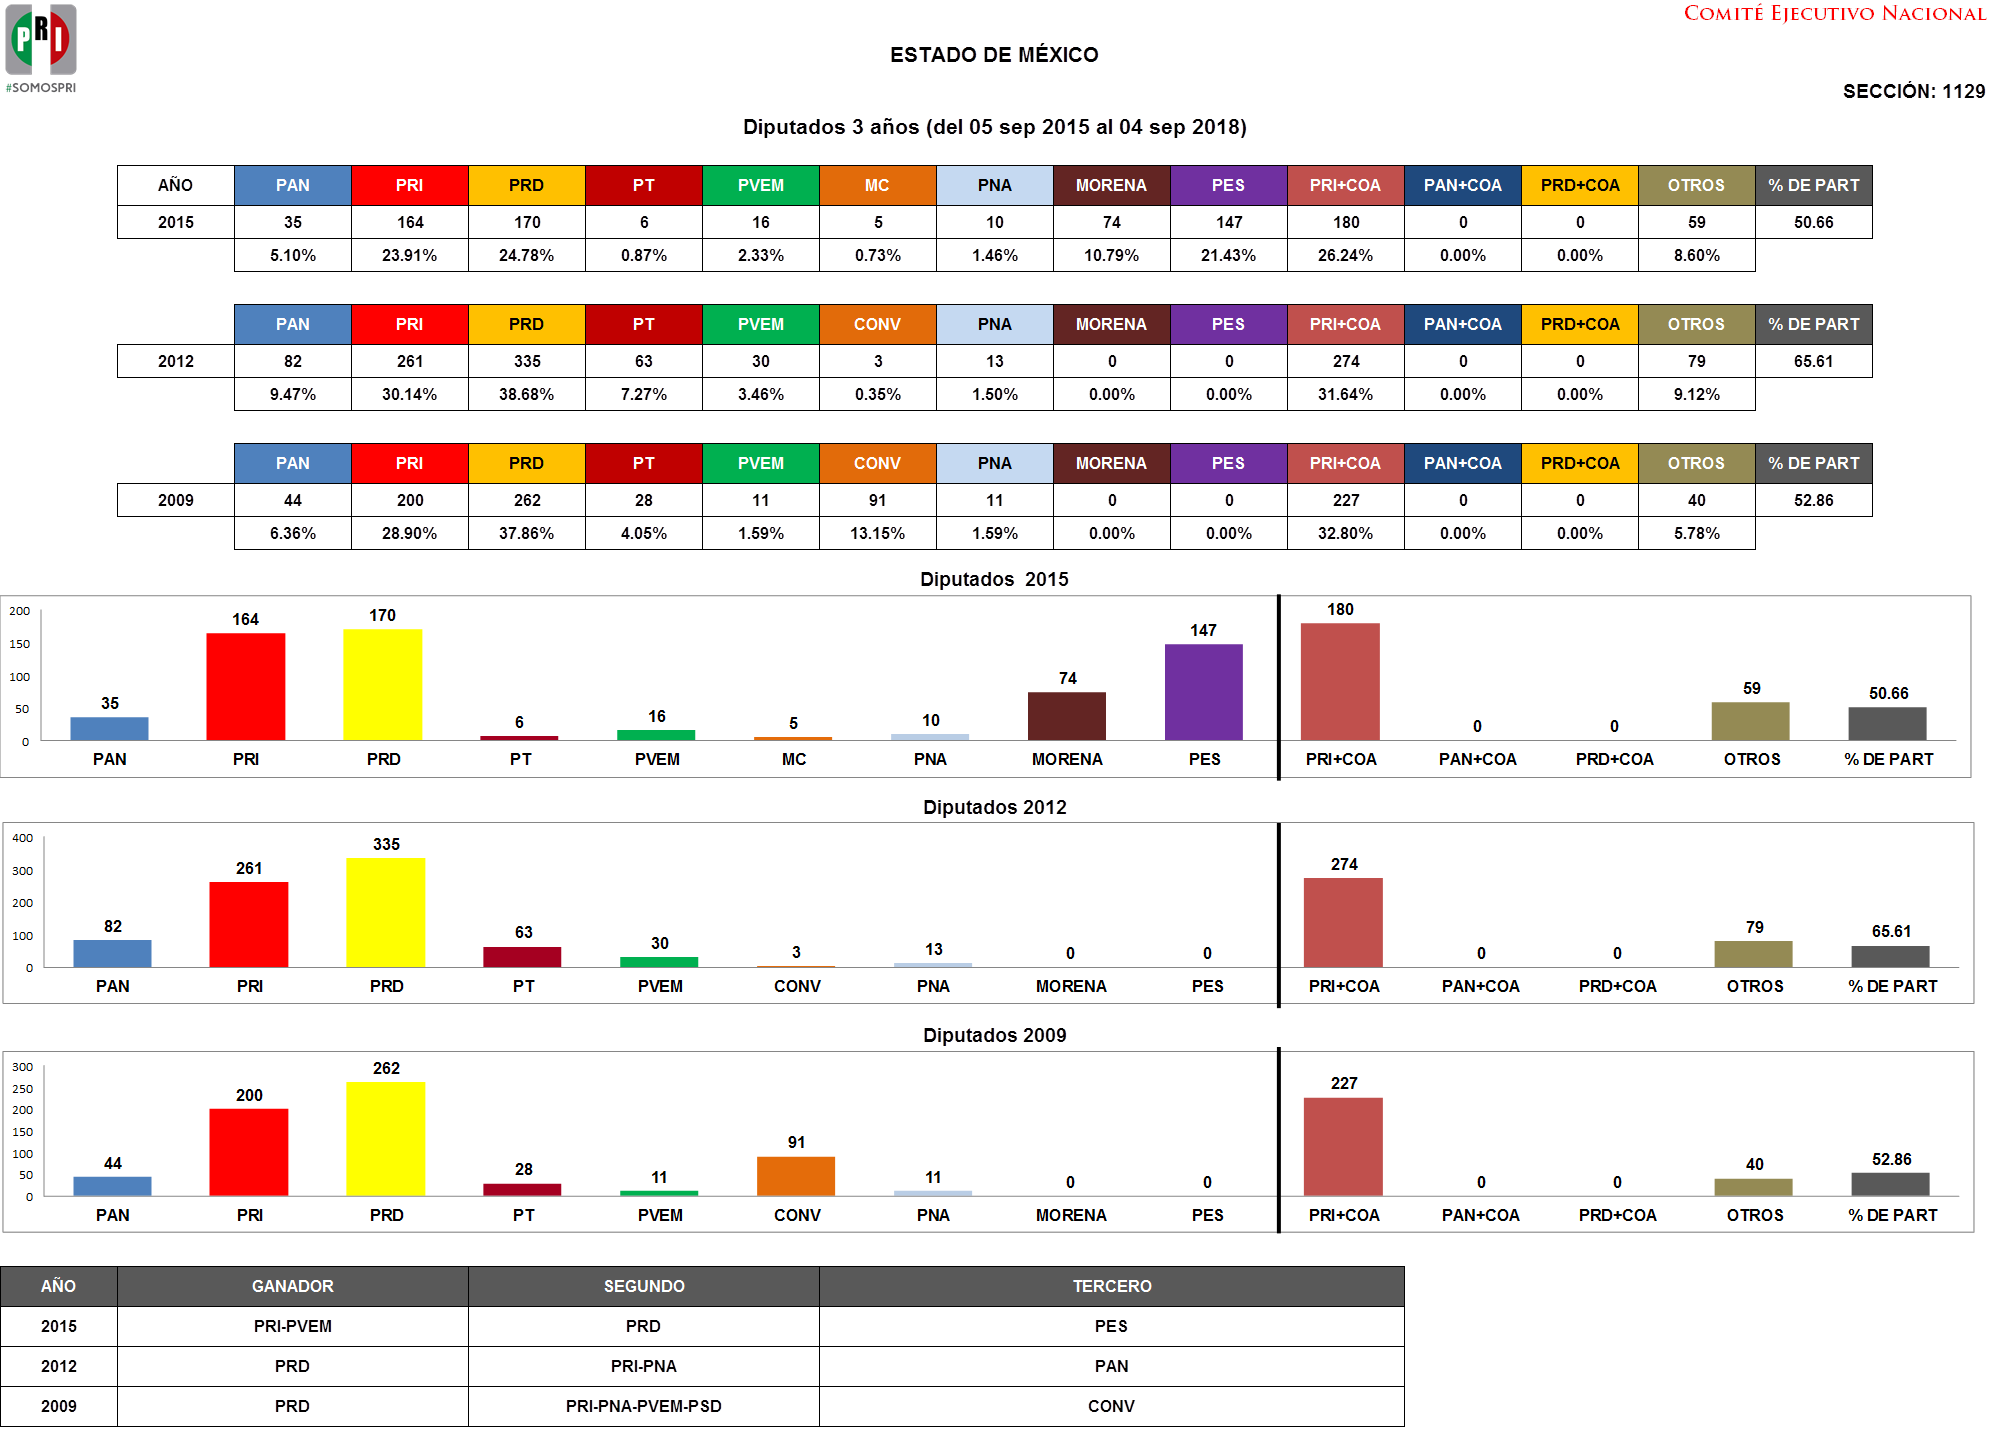 PRI
#SOMOSPRI
COMITÉ EJECUTIVO NACIONAL
ESTADO DE MÉXICO
SECCIÓN: 1129
Diputados 3 años (del 05 sep 2015 al 04 sep 2018)
AÑO PAN PRI PRD PT PVEM MC PNA MORENA PES PRI+COA PAN+COA PRD+COA OTROS % DE PART
2015 35 164 170 6 16 5 10 74 147 180 0 0 59 50.66
5.10% 23.91% 24.78% 0.87% 2.33% 0.73% 1.46% 10.79% 21.43% 26.24% 0.00% 0.00% 8.60%
PAN PRI PRD PT PVEM CONV PNA MORENA PES PRI+COA PAN+COA PRD+COA OTROS % DE PART
2012 82 261 335 63 30 3 13 0 0 274 0 0 79 65.61
9.47% 30.14% 38.68% 7.27% 3.46% 0.35% 1.50% 0.00% 0.00% 31.64% 0.00% 0.00% 9.12%
PAN PRI PRD PT PVEM CONV PNA MORENA PES PRI+COA PAN+COA PRD+COA OTROS % DE PART
2009 44 200 262 28 11 91 11 0 0 227 0 0 40 52.86
6.36% 28.90% 37.86% 4.05% 1.59% 13.15% 1.59% 0.00% 0.00% 32.80% 0.00% 0.00% 5.78%
Diputados 2015
200
150
100
50
0
35 164 170 6 16 5 10 74 147 180 0 0 59 50.66
PAN PRI PRD PT PVEM MC PNA MORENA PES PRI+COA PAN+COA PRD+COA OTROS % DE PART
Diputados 2012
400
300
200
100
0
82 261 335 63 30 3 13 0 0 274 0 0 79 65.61
PAN PRI PRD PT PVEM CONV PNA MORENA PES PRI+COA PAN+COA PRD+COA OTROS % DE PART
Diputados 2009
300
250
200
150
100
50
0
44 200 262 28 11 91 11 0 0 227 0 0 40 52.86
PAN PRI PRD PT PVEM CONV PNA MORENA PES PRI+COA PAN+COA PRD+COA OTROS % DE PART
AÑO GANADOR SEGUNDO TERCERO
2015 PRI-PVEM PRD PES
2012 PRD PRI-PNA PAN
2009 PRD PRI-PNA-PVEM-PSD CONV